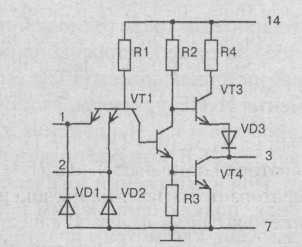 14
R1 R2 R4
VT1 VT3
1
VD3
3
2
VT4
VD1 VD2 R3
7